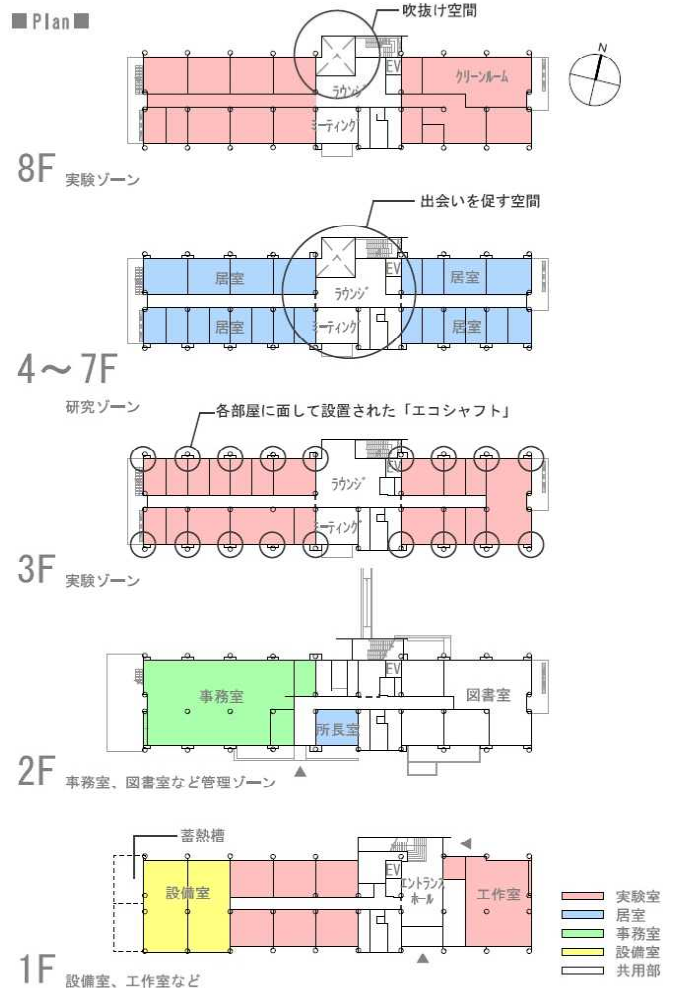 ■Plan■
吹抜け空間
N
EV
クリーンルーム
ラウンジ
ミーティング
8F 実験ゾーン
出会いを促す空間
居室
EV
居室
ラウンジ
居室
ミーティング
居室
4～7F
研究ゾーン
各部屋に面して設置された「エコシャフト」
EV
ラウンジ
ミーティング
3F 実験ゾーン
EV
事務室
図書室
所長室
2F 事務室、図書室など管理ゾーン
蓄熱槽
EV
設備室
エントランス
ホール
工作室
1F 設備室、工作室など
実験室
居室
事務室
設備室
共用部